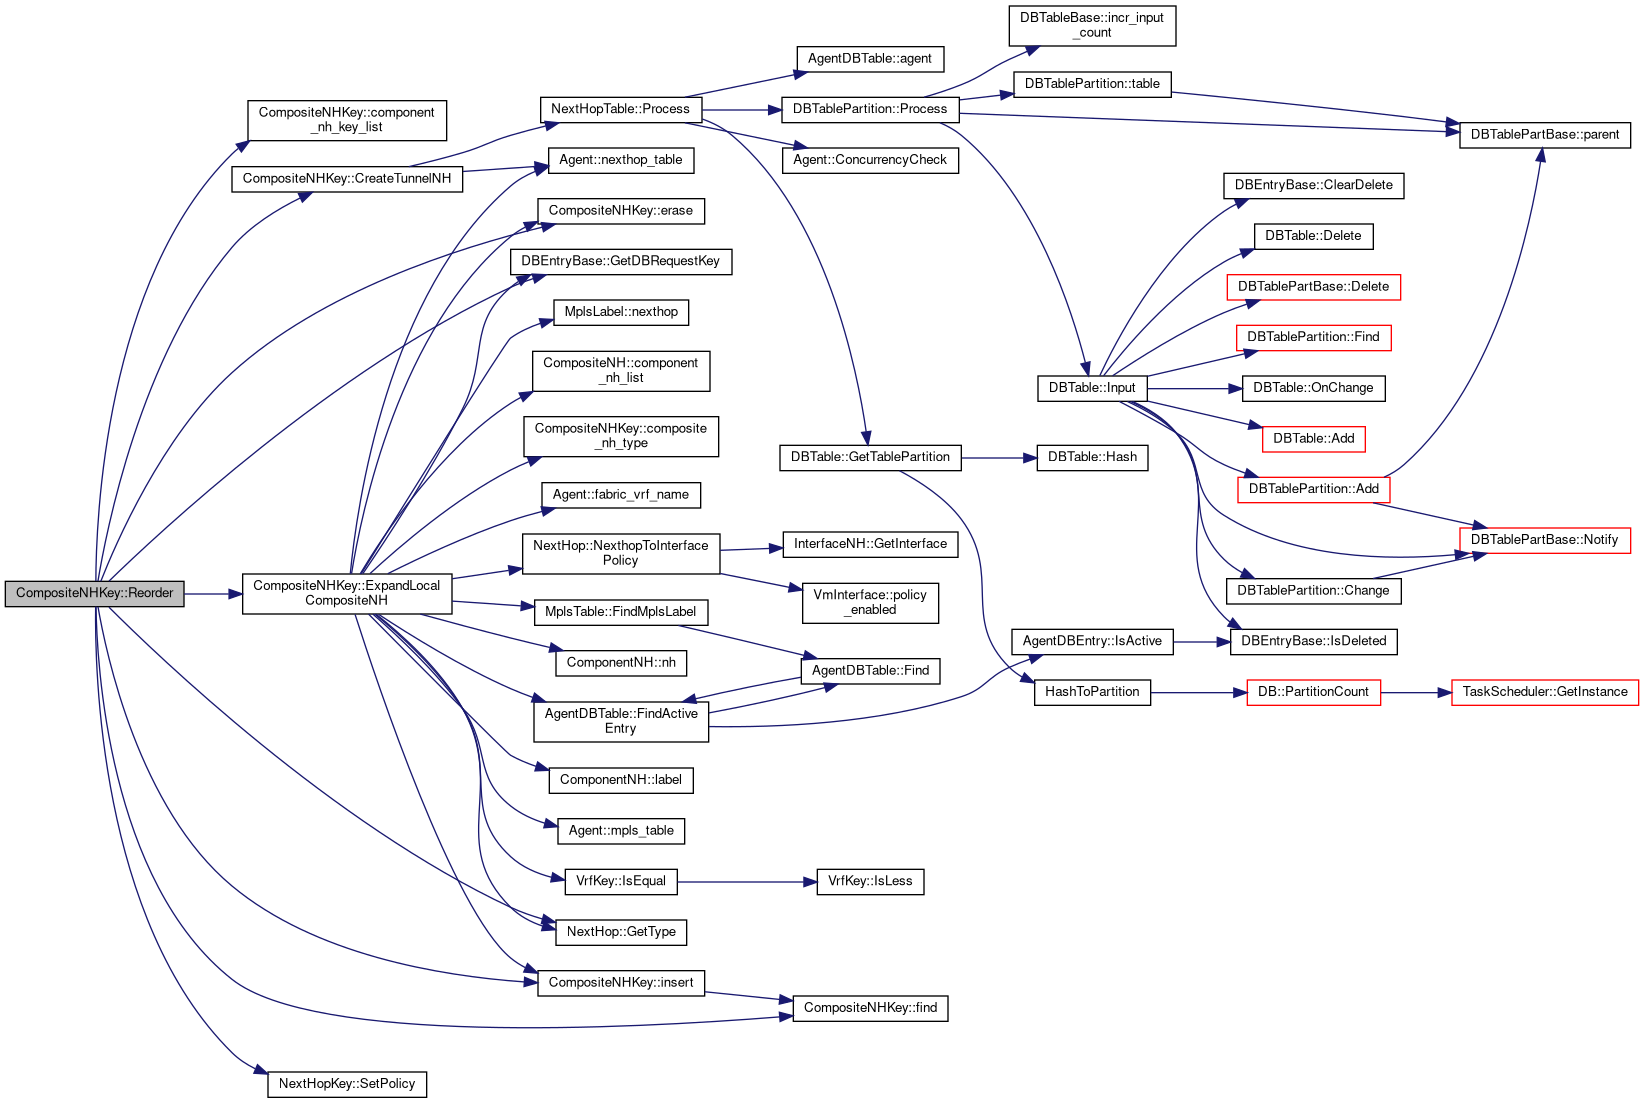 CompositeNHKey::Reorder
CompositeNHKey::component
_nh_key_list
CompositeNHKey::CreateTunnelNH
CompositeNHKey::ExpandLocal
CompositeNH
NextHopKey::SetPolicy
NextHopTable::Process
Agent::nexthop_table
CompositeNHKey::erase
DBEntryBase::GetDBRequestKey
MplsLabel::nexthop
CompositeNH::component
_nh_list
CompositeNHKey::composite
_nh_type
Agent::fabric_vrf_name
NextHop::NexthopToInterface
Policy
MplsTable::FindMplsLabel
ComponentNH::nh
AgentDBTable::FindActive
Entry
ComponentNH::label
Agent::mpls_table
VrfKey::IsEqual
NextHop::GetType
CompositeNHKey::insert
AgentDBTable::agent
DBTablePartition::Process
Agent::ConcurrencyCheck
DBTable::GetTablePartition
InterfaceNH::GetInterface
VmInterface::policy
_enabled
AgentDBTable::Find
VrfKey::IsLess
CompositeNHKey::find
DBTableBase::incr_input
_count
DBTablePartition::table
DBTable::Input
DBTable::Hash
AgentDBEntry::IsActive
HashToPartition
DBEntryBase::ClearDelete
DBTable::Delete
DBTablePartBase::Delete
DBTablePartition::Find
DBTable::OnChange
DBTable::Add
DBTablePartition::Add
DBTablePartition::Change
DBEntryBase::IsDeleted
DB::PartitionCount
DBTablePartBase::parent
DBTablePartBase::Notify
TaskScheduler::GetInstance